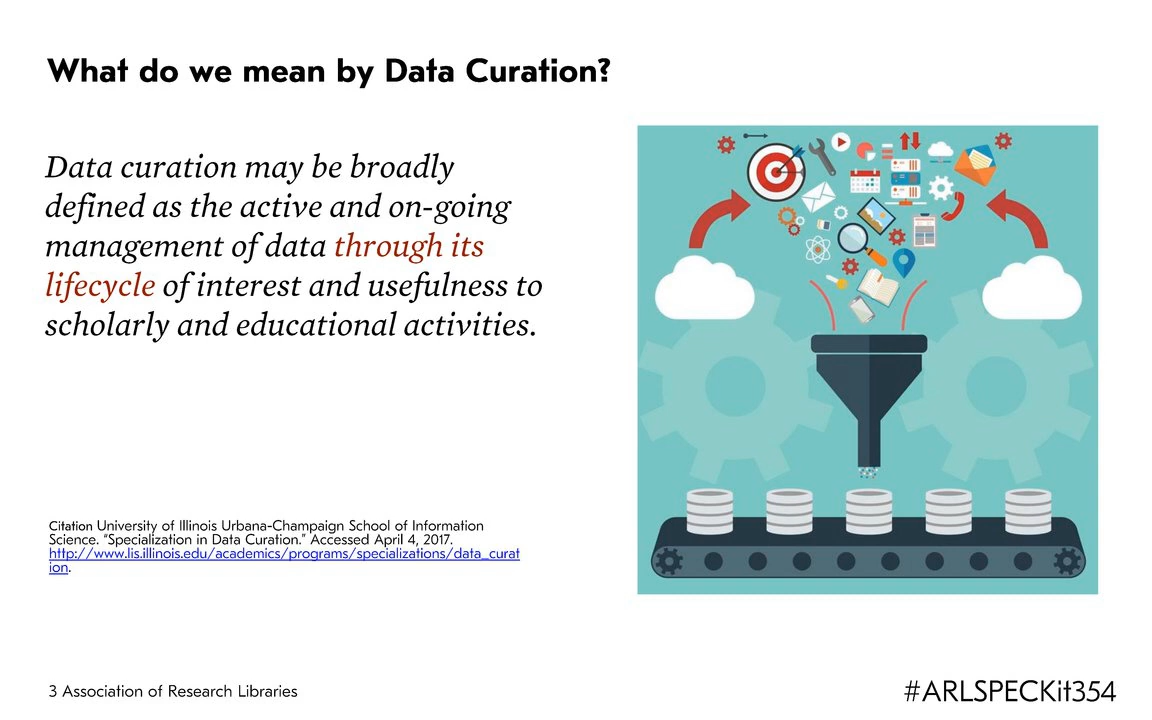 What do we mean by Data Curation?
Data curation may be broadly
defined as the active and on-going
management of data through its
lifecycle of interest and usefulness to
scholarly and educational activities.
Citation University of Illinois Urbana-Champaign School of Information
Science. “Specialization in Data Curation.” Accessed April 4, 2017.
http://www.lis.illinois.edu/academics/programs/specializations/data_curat
ion.
3 Association of Research Libraries
#ARLSPECKit354